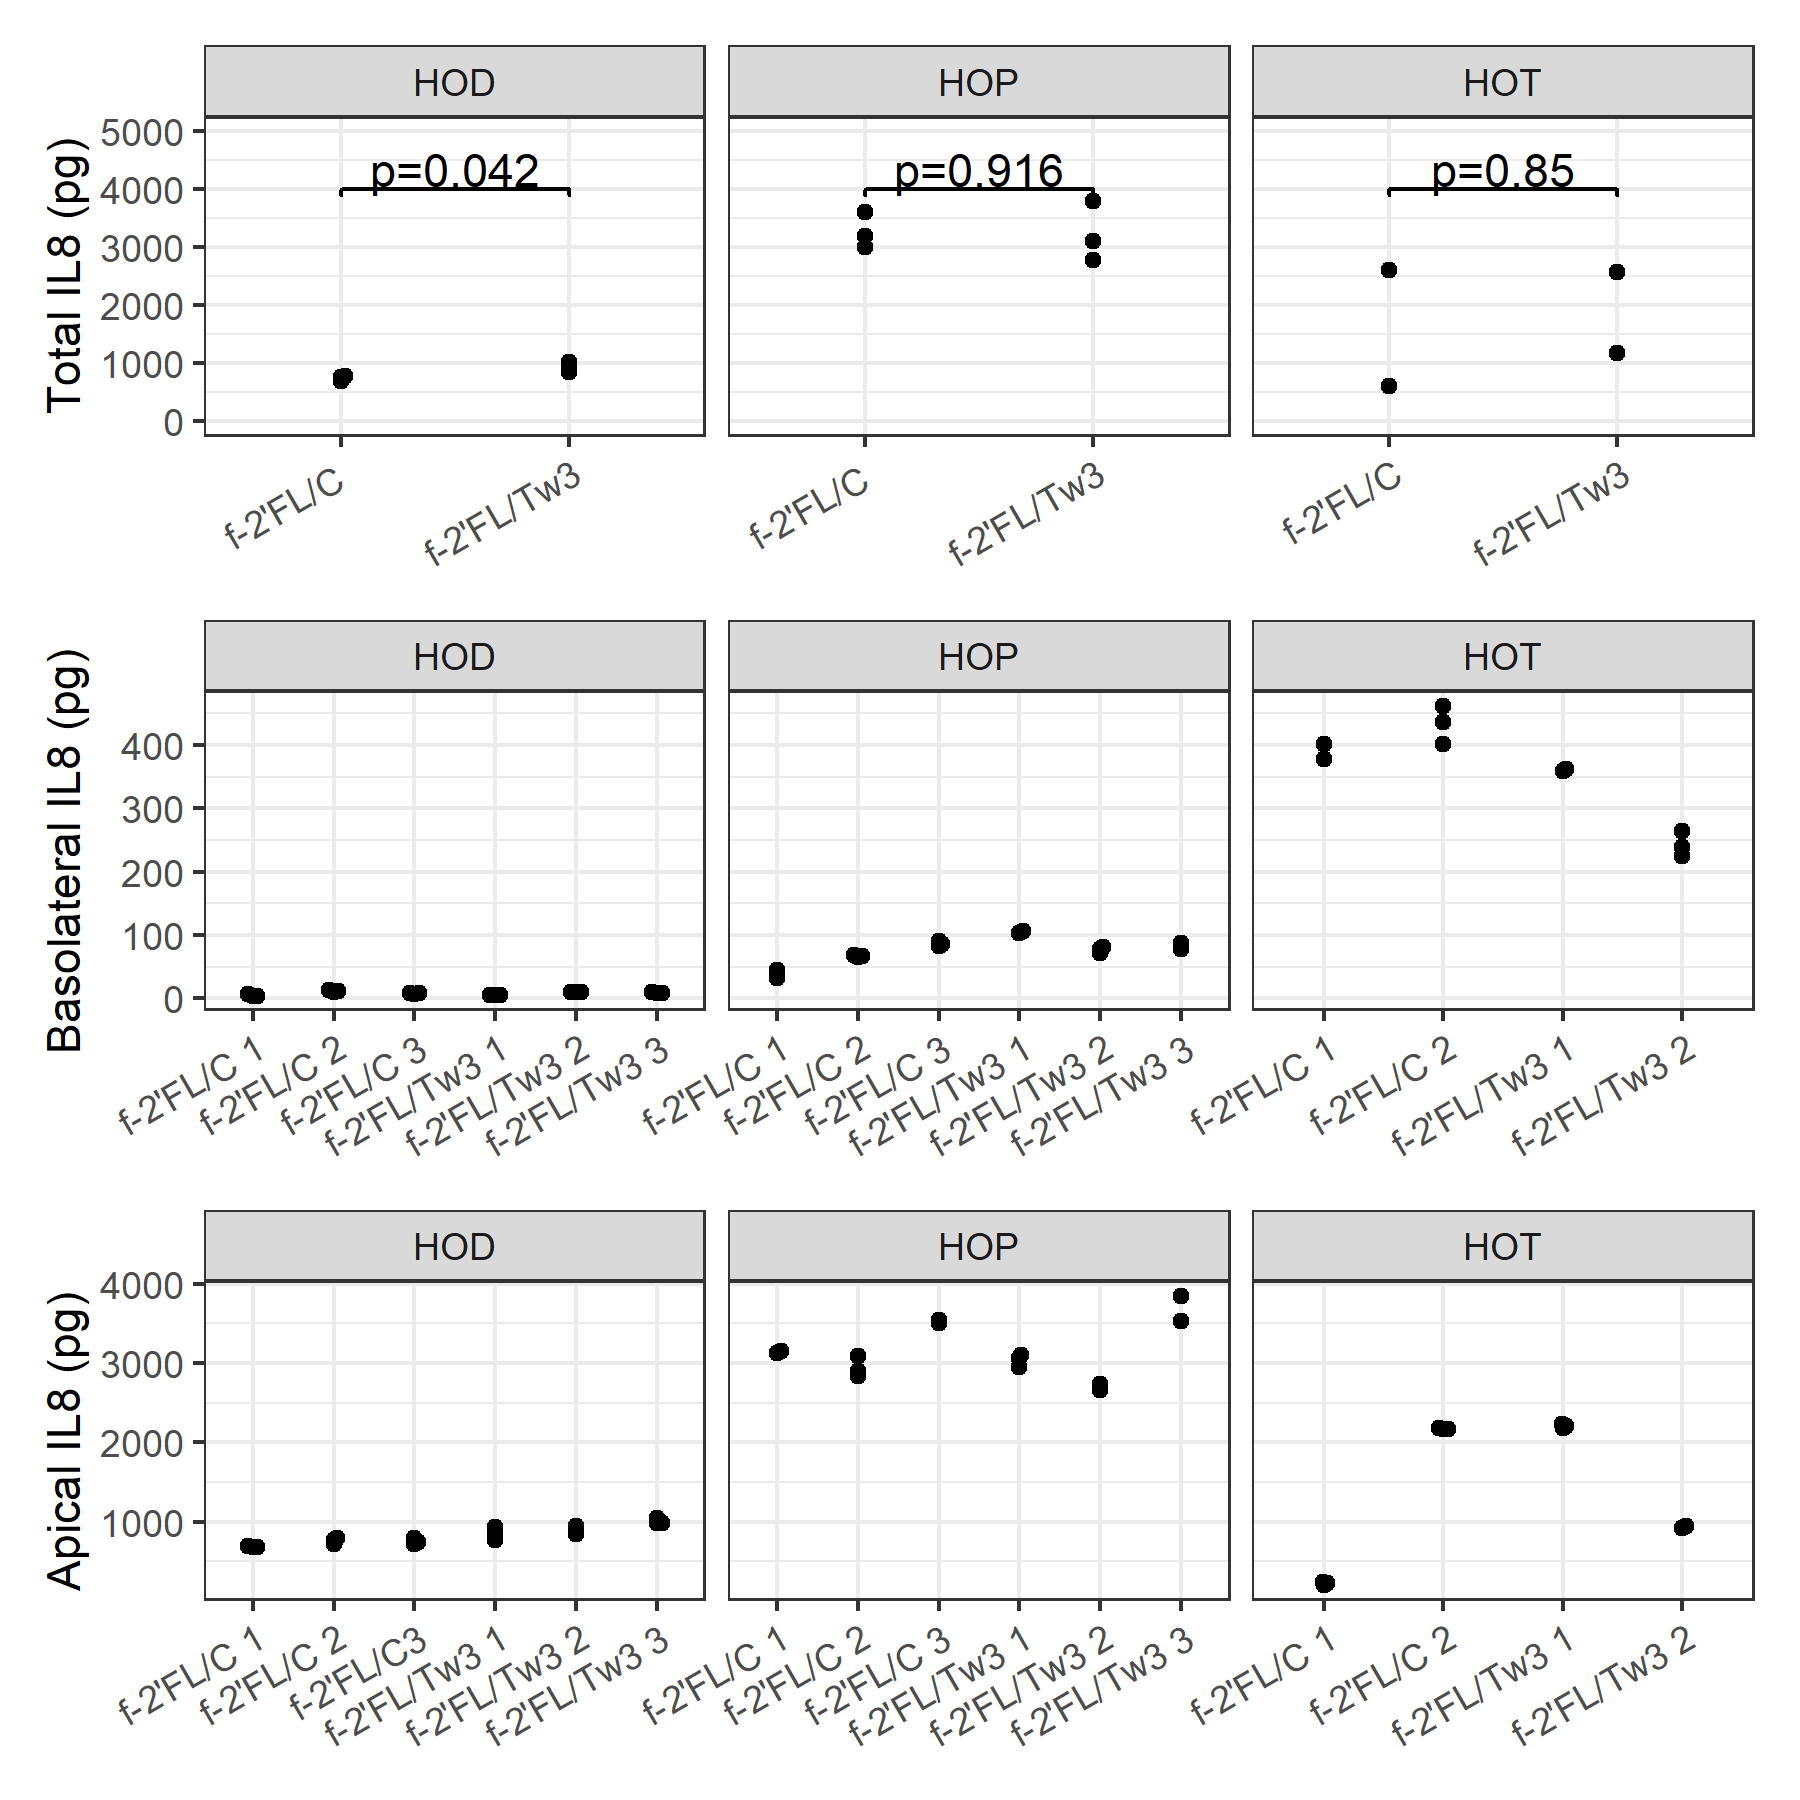 HOD HOP HOT
Total IL8 (pg)
5000
4000
3000
2000
1000
0
p=0.042 p=0.916 p=0.85
f-2'FL/C f-2'FL/Tw3 f-2'FL/C f-2'FL/Tw3 f-2'FL/C f-2'FL/Tw3
HOD HOP HOT
Basolateral IL8 (pg)
400
300
200
100
0
f-2'FL/C 1 f-2'FL/C 2 f-2'FL/C 3 f-2'FL/Tw3 1 f-2'FL/Tw3 2 f-2'FL/Tw3 3 f-2'FL/C 1 f-2'FL/C 2 f-2'FL/C 3 f-2'FL/Tw3 1 f-2'FL/Tw3 2 f-2'FL/Tw3 3 f-2'FL/C 1 f-2'FL/C 2 f-2'FL/Tw3 1 f-2'FL/Tw3 2
HOD HOP HOT
Apical IL8 (pg)
4000
3000
2000
1000
f-2'FL/C 1 f-2'FL/C 2 f-2'FL/C3 f-2'FL/Tw3 1 f-2'FL/Tw3 2 f-2'FL/Tw3 3 f-2'FL/C 1 f-2'FL/C 2 f-2'FL/C 3 f-2'FL/Tw3 1 f-2'FL/Tw3 2 f-2'FL/Tw3 3 f-2'FL/C 1 f-2'FL/C 2 f-2'FL/Tw3 1 f-2'FL/Tw3 2